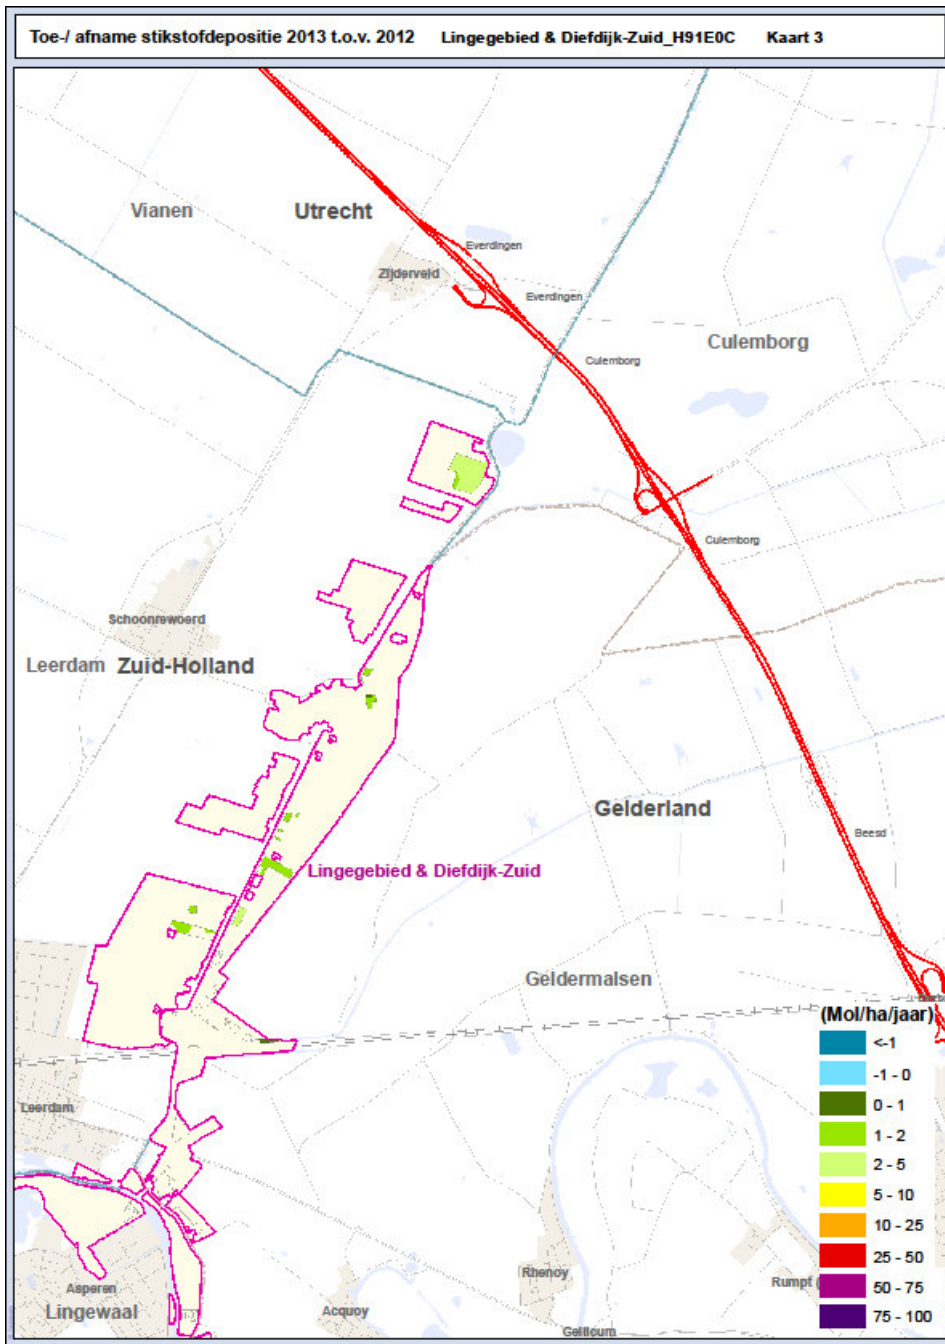 Toe-/ afname stikstofdepositie 2013 t.o.v. 2012 Lingegebied & Diefdijk-Zuid_H91E0C Kaart 3
Vianen
Utrecht
Everdingen
Zijderveld
Everdingen
Culemborg
Culemborg
Culemborg
Schoonrewoerd
Leerdam
Zuid-Holland
Gelderland
Beesd
Lingegebied & Diefdijk-Zuid
Geldermalsen
(Mol/ha/jaar)
<-1
-1 - 0
0 - 1
1 - 2
2 - 5
5 - 10
10 - 25
25 - 50
50 - 75
75 - 100
Leerdam
Rhenoy
Rumpt (
Asperen
Lingewaal
Acquoy
Gellicum